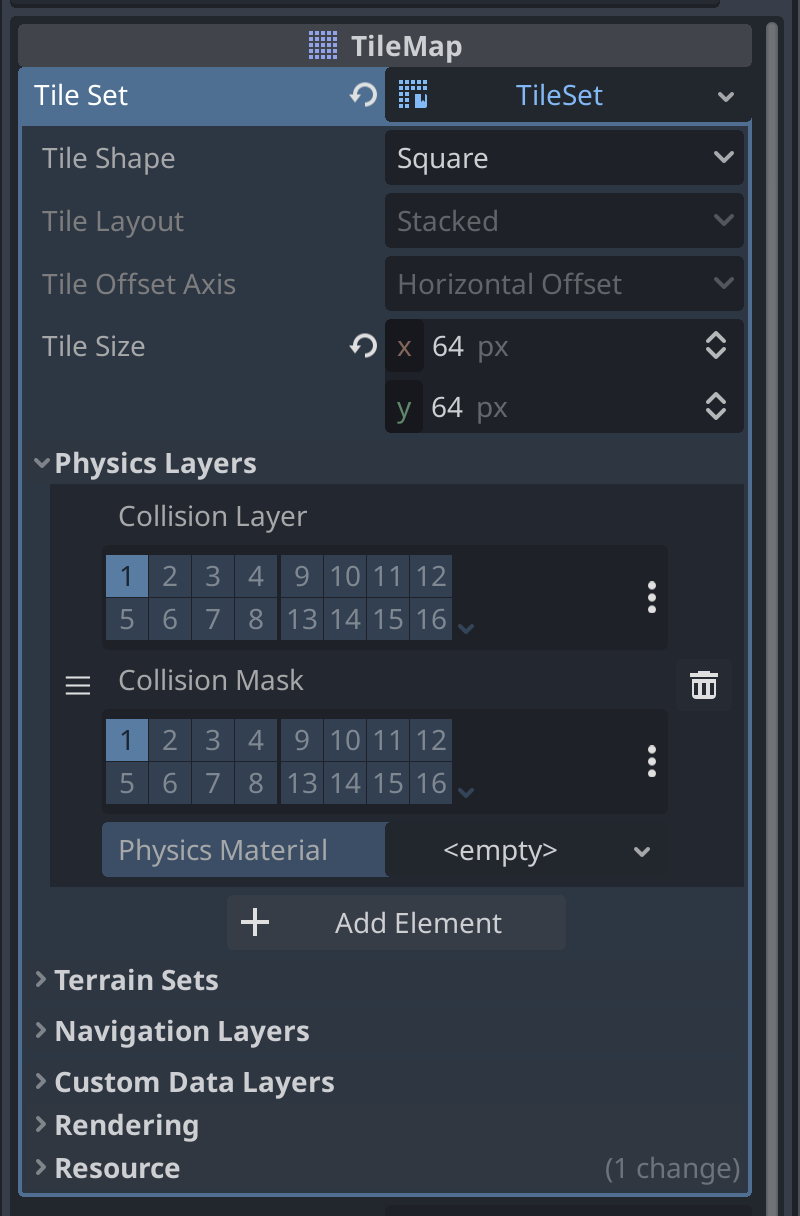 TileMap
Tile Set TileSet
Tile Shape Square
Tile Layout Stacked
Tile Offset Axis Horizontal Offset
Tile Size x 64 px
y 64 px
Physics Layers
Collision Layer
1 2 3 4 9 10 11 12
5 6 7 8 13 14 15 16
Collision Mask
1 2 3 4 9 10 11 12
5 6 7 8 13 14 15 16
Physics Material <empty>
Add Element
Terrain Sets
Navigation Layers
Custom Data Layers
Rendering
Resource (1 change)